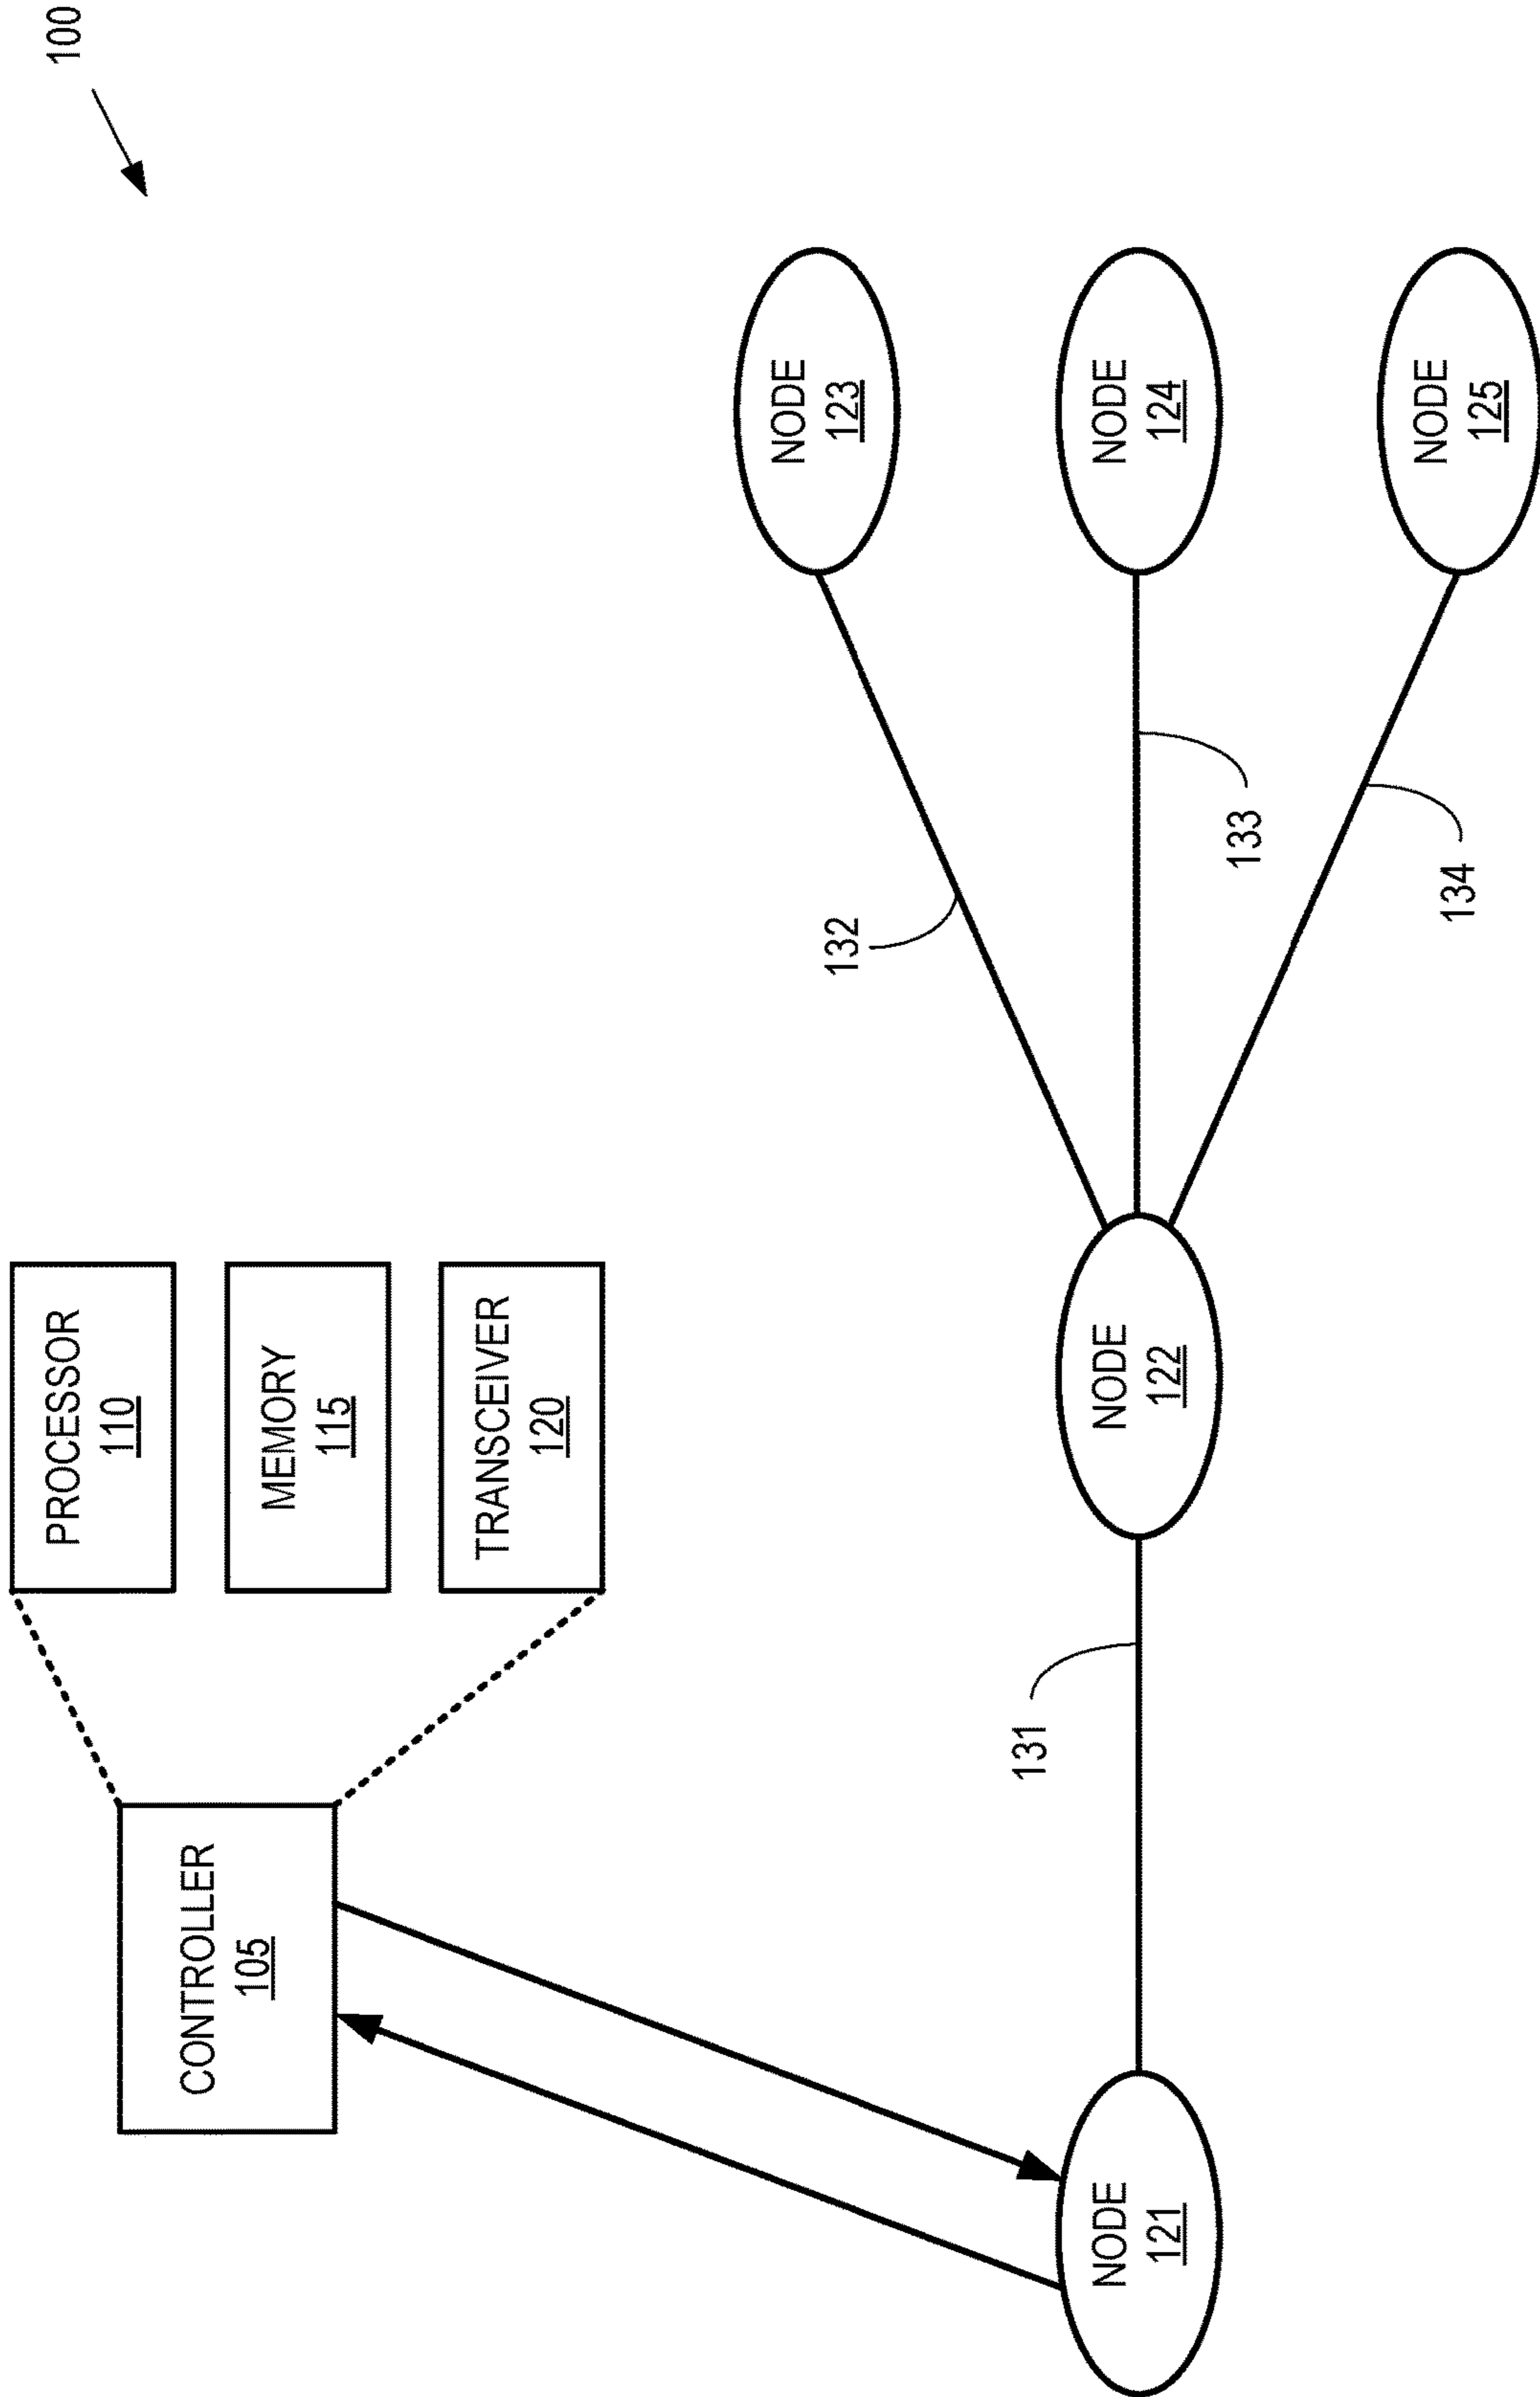 100
PROCESSOR
110
MEMORY
115
TRANSCEIVER
120
CONTROLLER
105
NODE
121
131
NODE
122
132
133
134
NODE
123
NODE
124
NODE
125